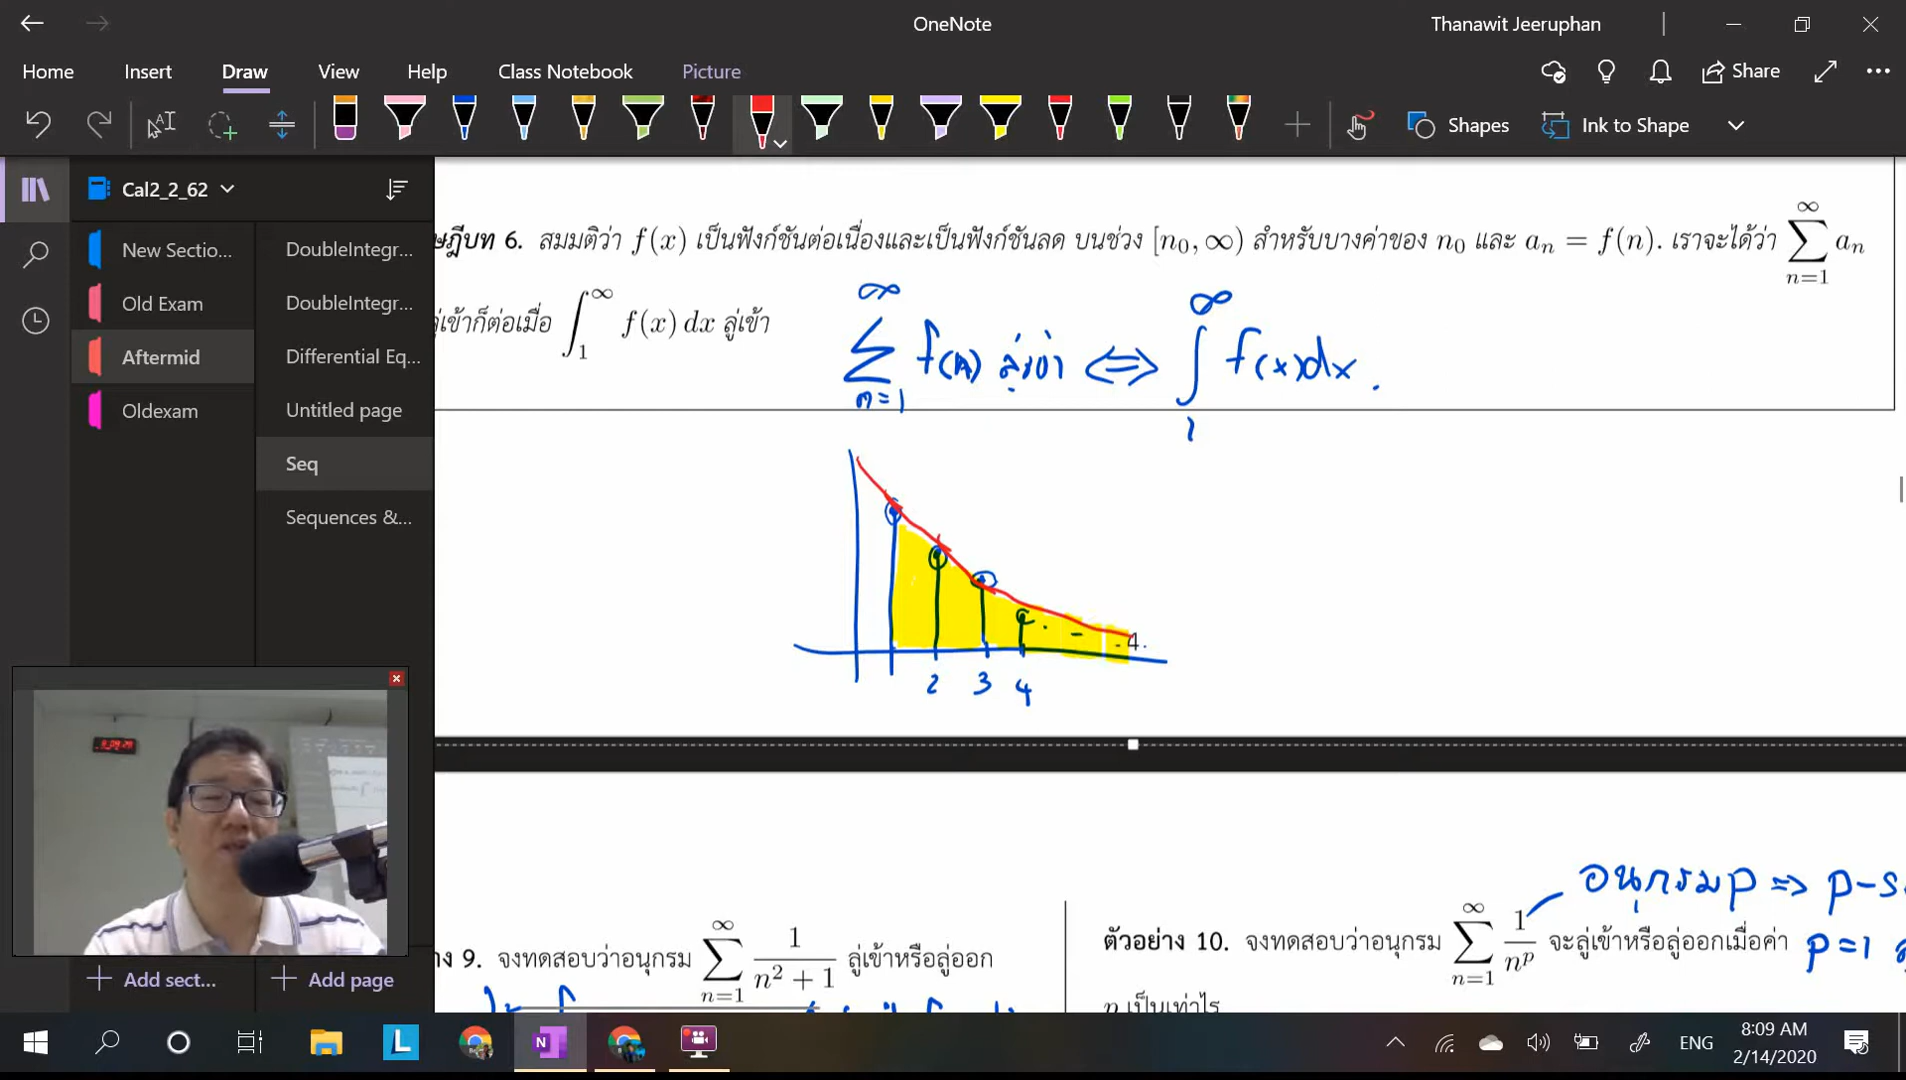 OneNote
Thanawit Jeeruphan
Home Insert Draw View Help Class Notebook Picture
Share
Shapes
Ink to Shape
Cal2_2_62
New Sectio...
Old Exam
Aftermid
Oldexam
DoubleIntegr...
DoubleIntegr...
Differential Eq...
Untitled page
Seq
Sequences &...
Add sect...
Add page
ษฎีบท 6. สมมติว่า f(x) เป็นฟังก์ชันต่อเนื่องและเป็นฟังก์ชันลด บนช่วง [n₀, ∞) สำหรับบางค่าของ n₀ และ aₙ = f(n). เราจะได้ว่า ∑_{n=1}^{∞} aₙ
ลู่เข้าก็ต่อเมื่อ ∫_{1}^{∞} f(x) dx ลู่เข้า
∑_{n=1}^{∞} f(n) ลู่เข้า ⇔ ∫_{1}^{∞} f(x)dx.
2 3 4
าง 9. จงทดสอบว่าอนุกรม ∑_{n=1}^{∞} 1/(n² + 1) ลู่เข้าหรือลู่ออก
อนุกรม p ⇒ p-s
ตัวอย่าง 10. จงทดสอบว่าอนุกรม ∑_{n=1}^{∞} 1/n^p จะลู่เข้าหรือลู่ออกเมื่อค่า
p = 1
p เป็นเท่าไร
ENG
8:09 AM
2/14/2020